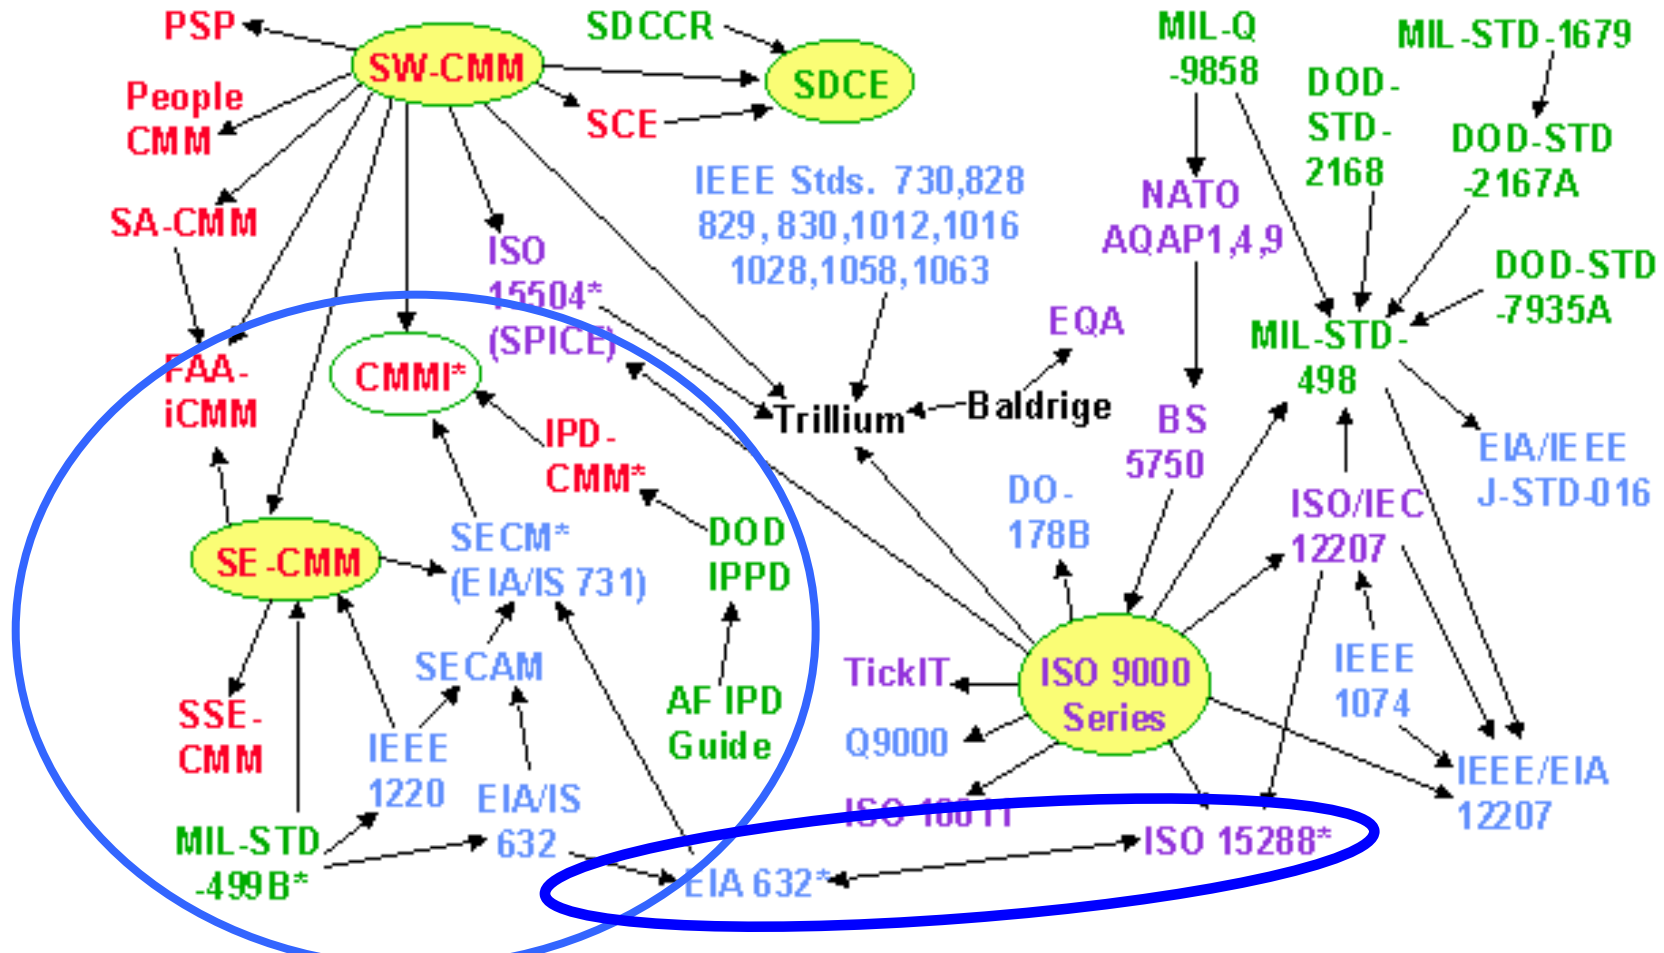 PSP
SW-CMM
SDCCR
SDCE
MIL-Q
-9858
MIL-STD-1679
People
CMM
SCE
DOD-
STD-
2168
DOD-STD
-2167A
SA-CMM
IEEE Stds. 730,828
829, 830,1012,1016
1028,1058,1063
NATO
AQAP1,4,9
ISO
15504*
(SPICE)
DOD-STD
-7935A
EQA
MIL-STD-
498
FAA-
iCMM
CMMI*
Trillium
Baldrige
BS
5750
IPD-
CMM*
EIA/IEEE
J-STD-016
DO-
178B
ISO/IEC
12207
SE-CMM
SECM*
(EIA/IS 731)
DOD
IPPD
SECAM
TickIT
ISO 9000
Series
IEEE
1074
SSE-
CMM
IEEE
1220
AF IPD
Guide
Q9000
EIA/IS
632
ISO 10011
IEEE/EIA
12207
MIL-STD
-499B*
EIA 632*
ISO 15288*